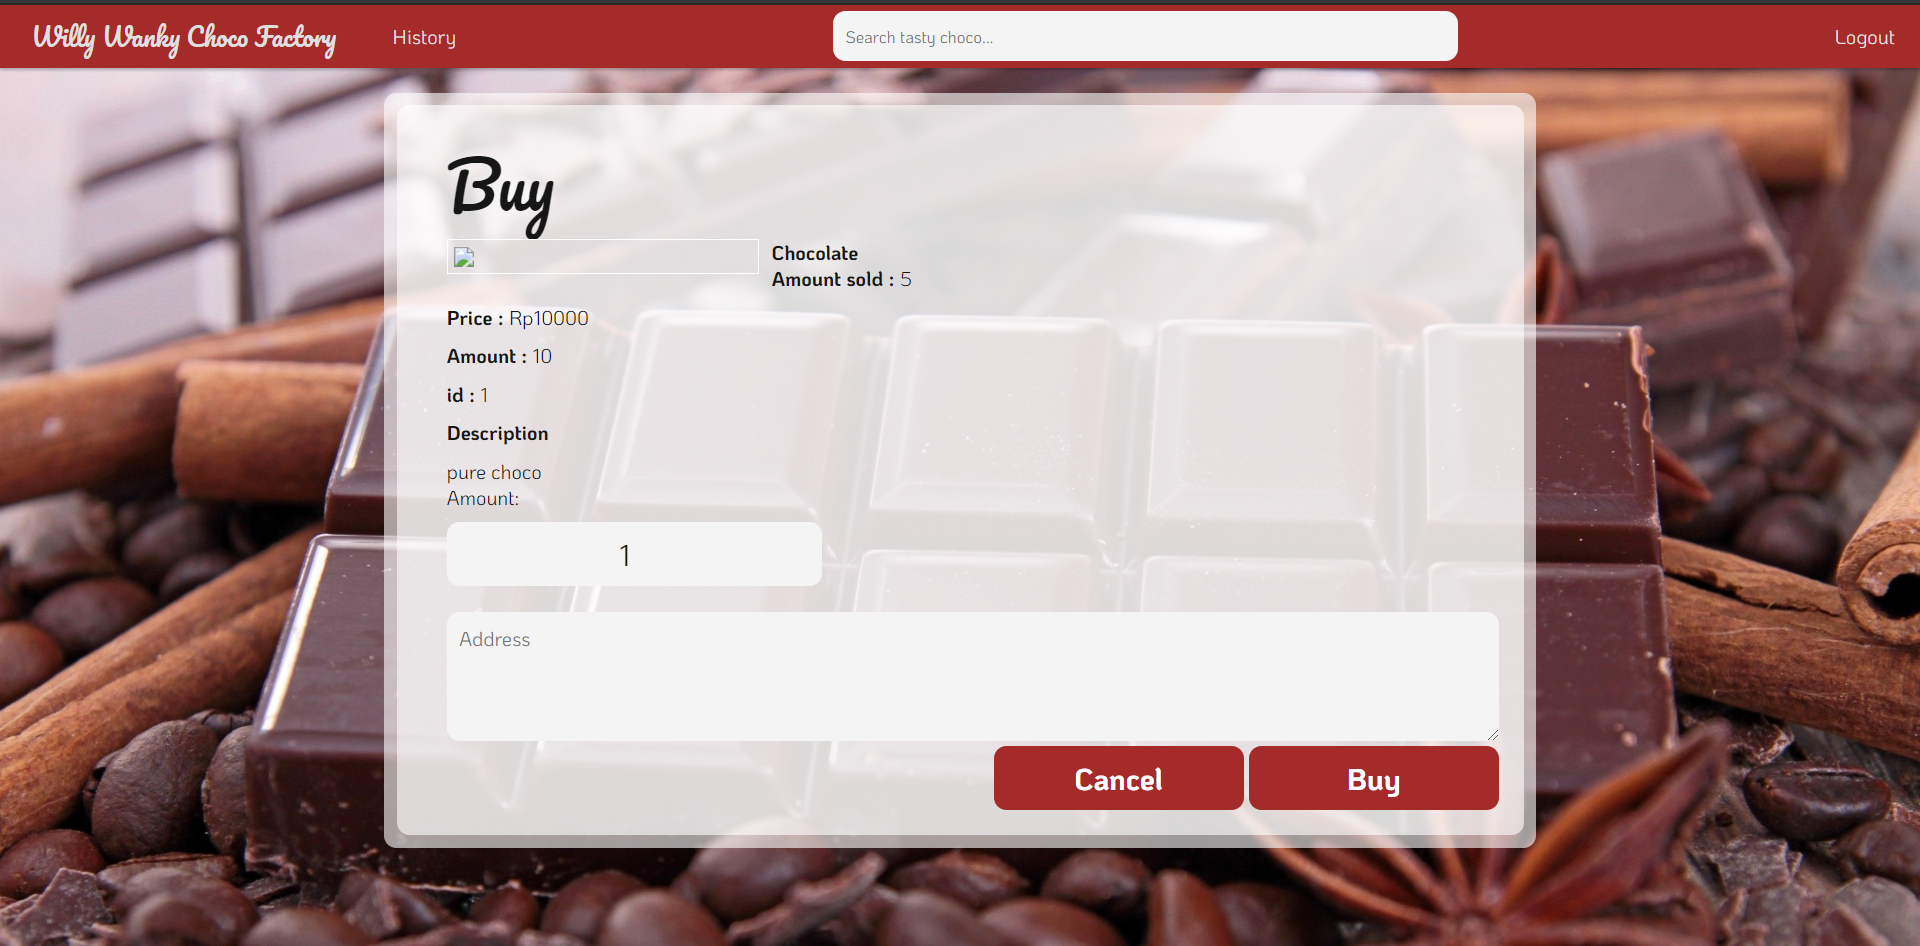 Willy Wanky Choco Factory History Search tasty choco... Logout
Buy
Chocolate
Amount sold : 5
Price : Rp10000
Amount : 10
id : 1
Description
pure choco
Amount:
1
Address
Cancel Buy